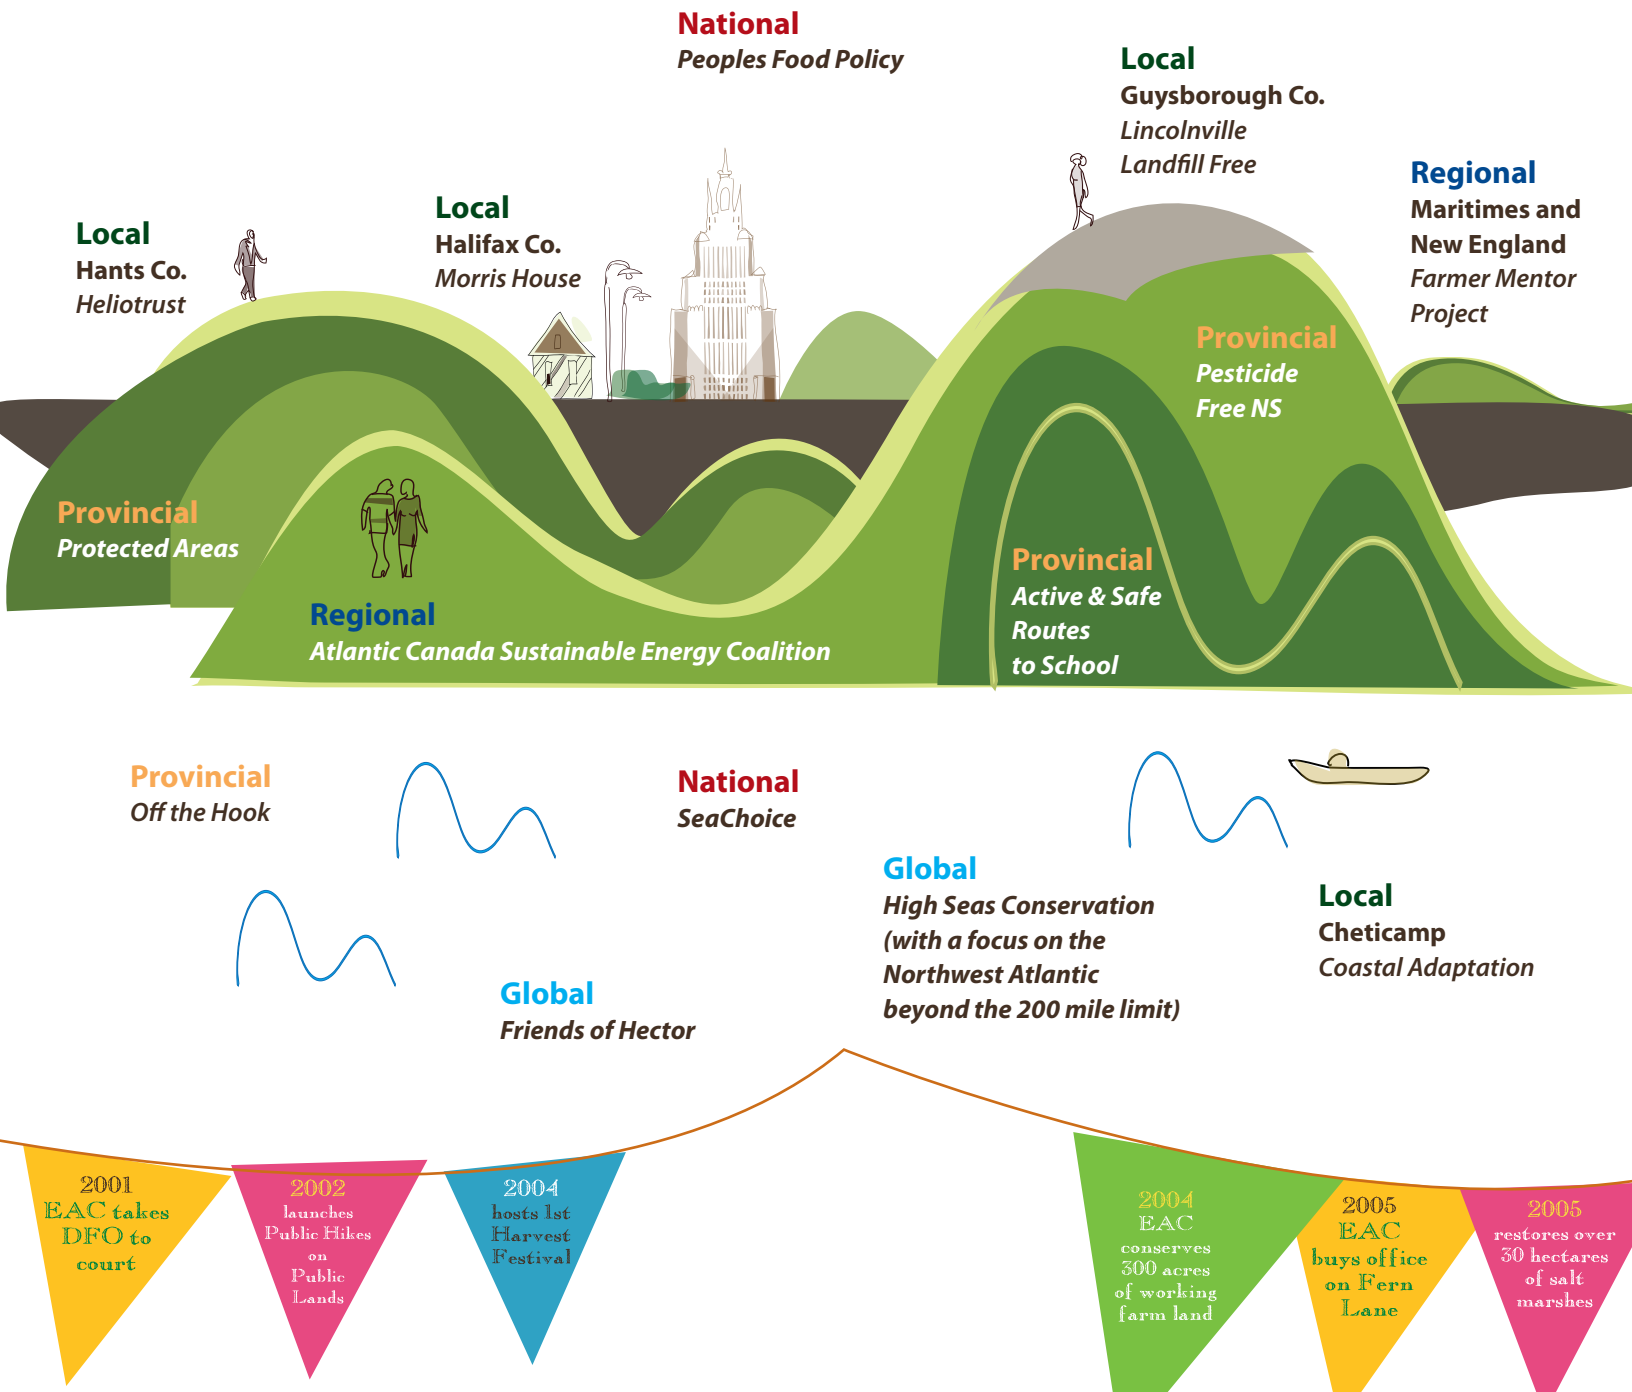 National
Peoples Food Policy
Local
Guysborough Co.
Lincolnville
Landfill Free
Regional
Maritimes and
New England
Farmer Mentor
Project
Local
Halifax Co.
Morris House
Local
Hants Co.
Heliotrust
Provincial
Pesticide
Free NS
Provincial
Protected Areas
Provincial
Active & Safe
Routes
to School
Regional
Atlantic Canada Sustainable Energy Coalition
Provincial
Off the Hook
National
SeaChoice
Global
High Seas Conservation
(with a focus on the
Northwest Atlantic
beyond the 200 mile limit)
Local
Cheticamp
Coastal Adaptation
Global
Friends of Hector
2001
EAC takes
DFO to
court
2002
launches
Public Hikes
on
Public
Lands
2004
hosts 1st
Harvest
Festival
2004
EAC
conserves
300 acres
of working
farm land
2005
EAC
buys office
on Fern
Lane
2005
restores over
30 hectares
of salt
marshes